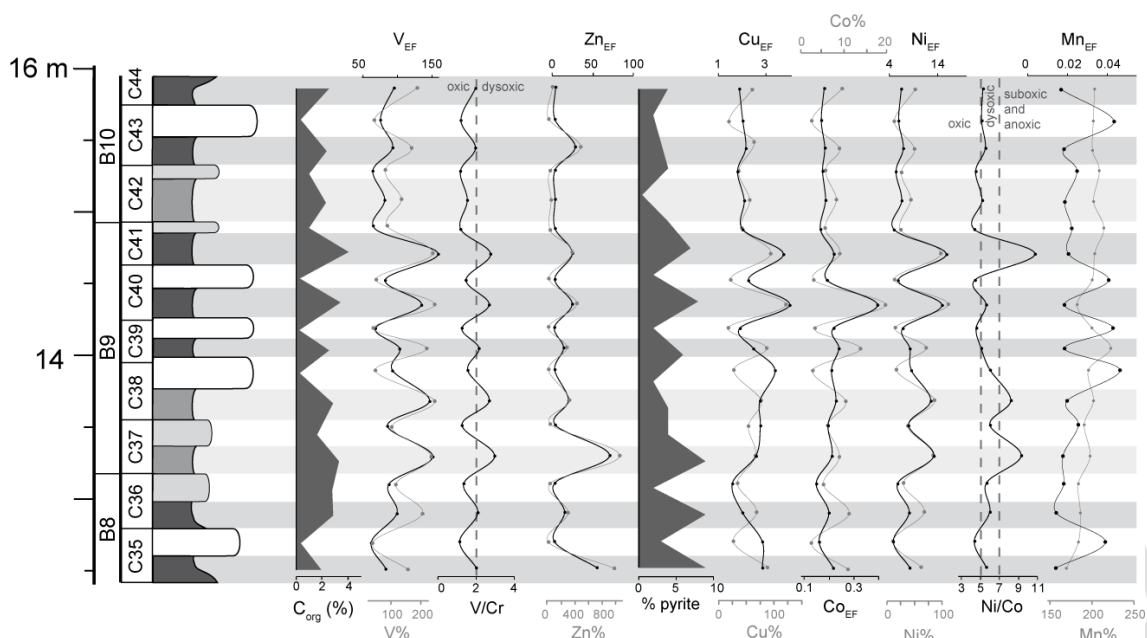 Co%
V_EF Zn_EF Cu_EF 0 10 20 Ni_EF Mn_EF
16 m 50 150 0 50 100 1 3 4 14 0 0.02 0.04
C44 oxic dysoxic oxic dysoxic suboxic and anoxic
B10 C43
C42
C41
C40
14 B9 C39
C38
C37
B8 C36
C35
0 2 4 0 2 4 0 5 10 0.1 0.3 3 5 7 9 11
C_org (%) 100 200 V/Cr 0 400 800 % pyrite 0 50 100 Co_EF 0 50 100 Ni/Co 150 200 250
V% Zn% Cu% Ni% Mn%